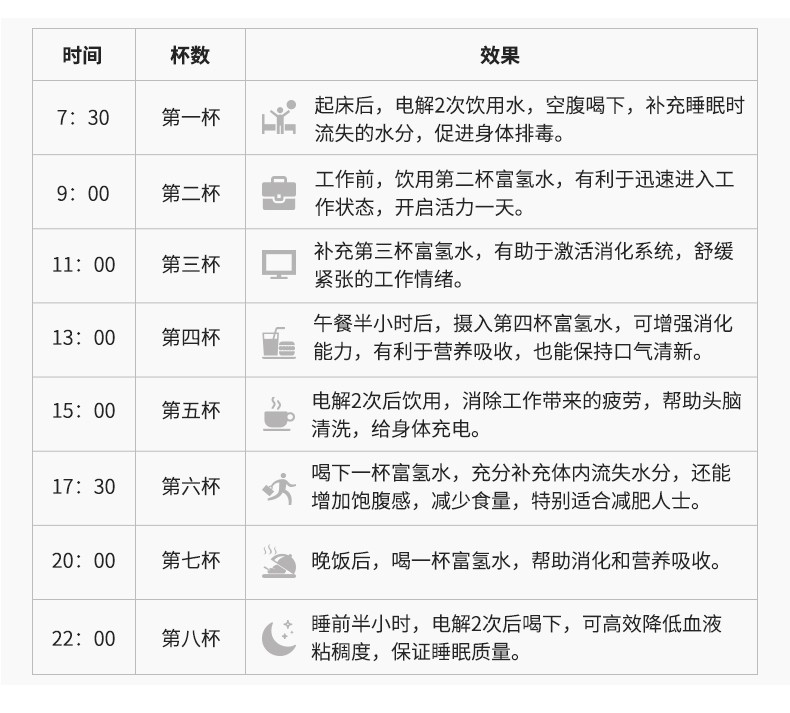 时间 杯数 效果
7：30 第一杯 起床后，电解2次饮用水，空腹喝下，补充睡眠时
流失的水分，促进身体排毒。
9：00 第二杯 工作前，饮用第二杯富氢水，有利于迅速进入工
作状态，开启活力一天。
11：00 第三杯 补充第三杯富氢水，有助于激活消化系统，舒缓
紧张的工作情绪。
13：00 第四杯 午餐半小时后，摄入第四杯富氢水，可增强消化
能力，有利于营养吸收，也能保持口气清新。
15：00 第五杯 电解2次后饮用，消除工作带来的疲劳，帮助头脑
清洗，给身体充电。
17：30 第六杯 喝下一杯富氢水，充分补充体内流失水分，还能
增加饱腹感，减少食量，特别适合减肥人士。
20：00 第七杯 晚饭后，喝一杯富氢水，帮助消化和营养吸收。
22：00 第八杯 睡前半小时，电解2次后喝下，可高效降低血液
粘稠度，保证睡眠质量。